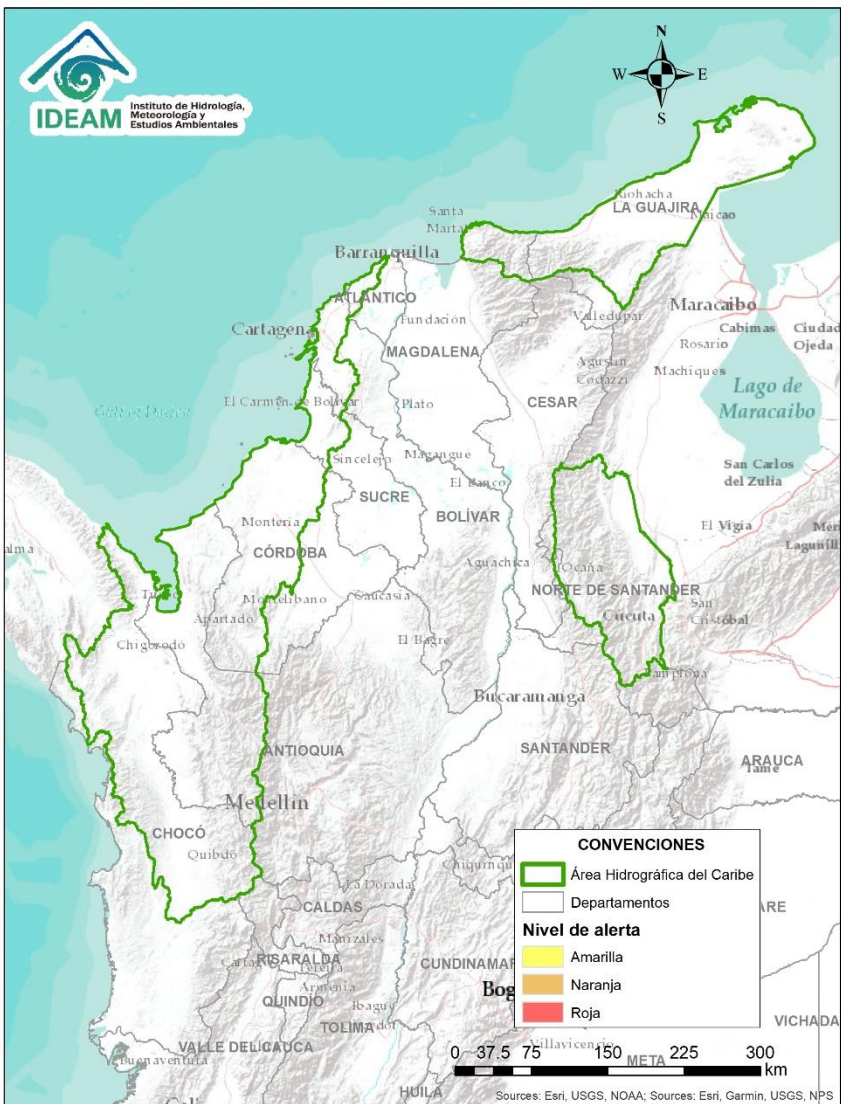 IDEAM
Instituto de Hidrología,
Meteorología y
Estudios Ambientales
N
W
E
S
Riohacha
LA GUAJIRA
Maicao
Santa
Marta
Barranquilla
ATLÁNTICO
Cartagena
Fundación
Valledupar
Maracaibo
Cabimas
Ciudad
Ojeda
Rosario
MAGDALENA
Agustín
Codazzi
Machiques
Lago de
Maracaibo
El Carmen de Bolívar
Plato
CESAR
Sincelejo
Magangué
San Carlos
del Zulia
El Banco
SUCRE
BOLÍVAR
Montería
CÓRDOBA
El Vigía
Aguachica
Ocaña
NORTE DE SANTANDER
Montelíbano
Caucasia
Apartadó
San
Cristóbal
Cucuta
Chigorodó
El Bagre
Pamplona
Bucaramanga
SANTANDER
ANTIOQUIA
ARAUCA
Tame
Medellín
CHOCÓ
Quibdó
La Dorada
CALDAS
Manizales
RISARALDA
Pereira
Armenia
QUINDÍO
Ibagué
TOLIMA
VALLE DEL CAUCA
Buenaventura
HUILA
Villavicencio
META
VICHADA
CONVENCIONES
Área Hidrográfica del Caribe
Departamentos
Nivel de alerta
Amarilla
Naranja
Roja
0 37.5 75 150 225 300
km
Sources: Esri, USGS, NOAA; Sources: Esri, Garmin, USGS, NPS